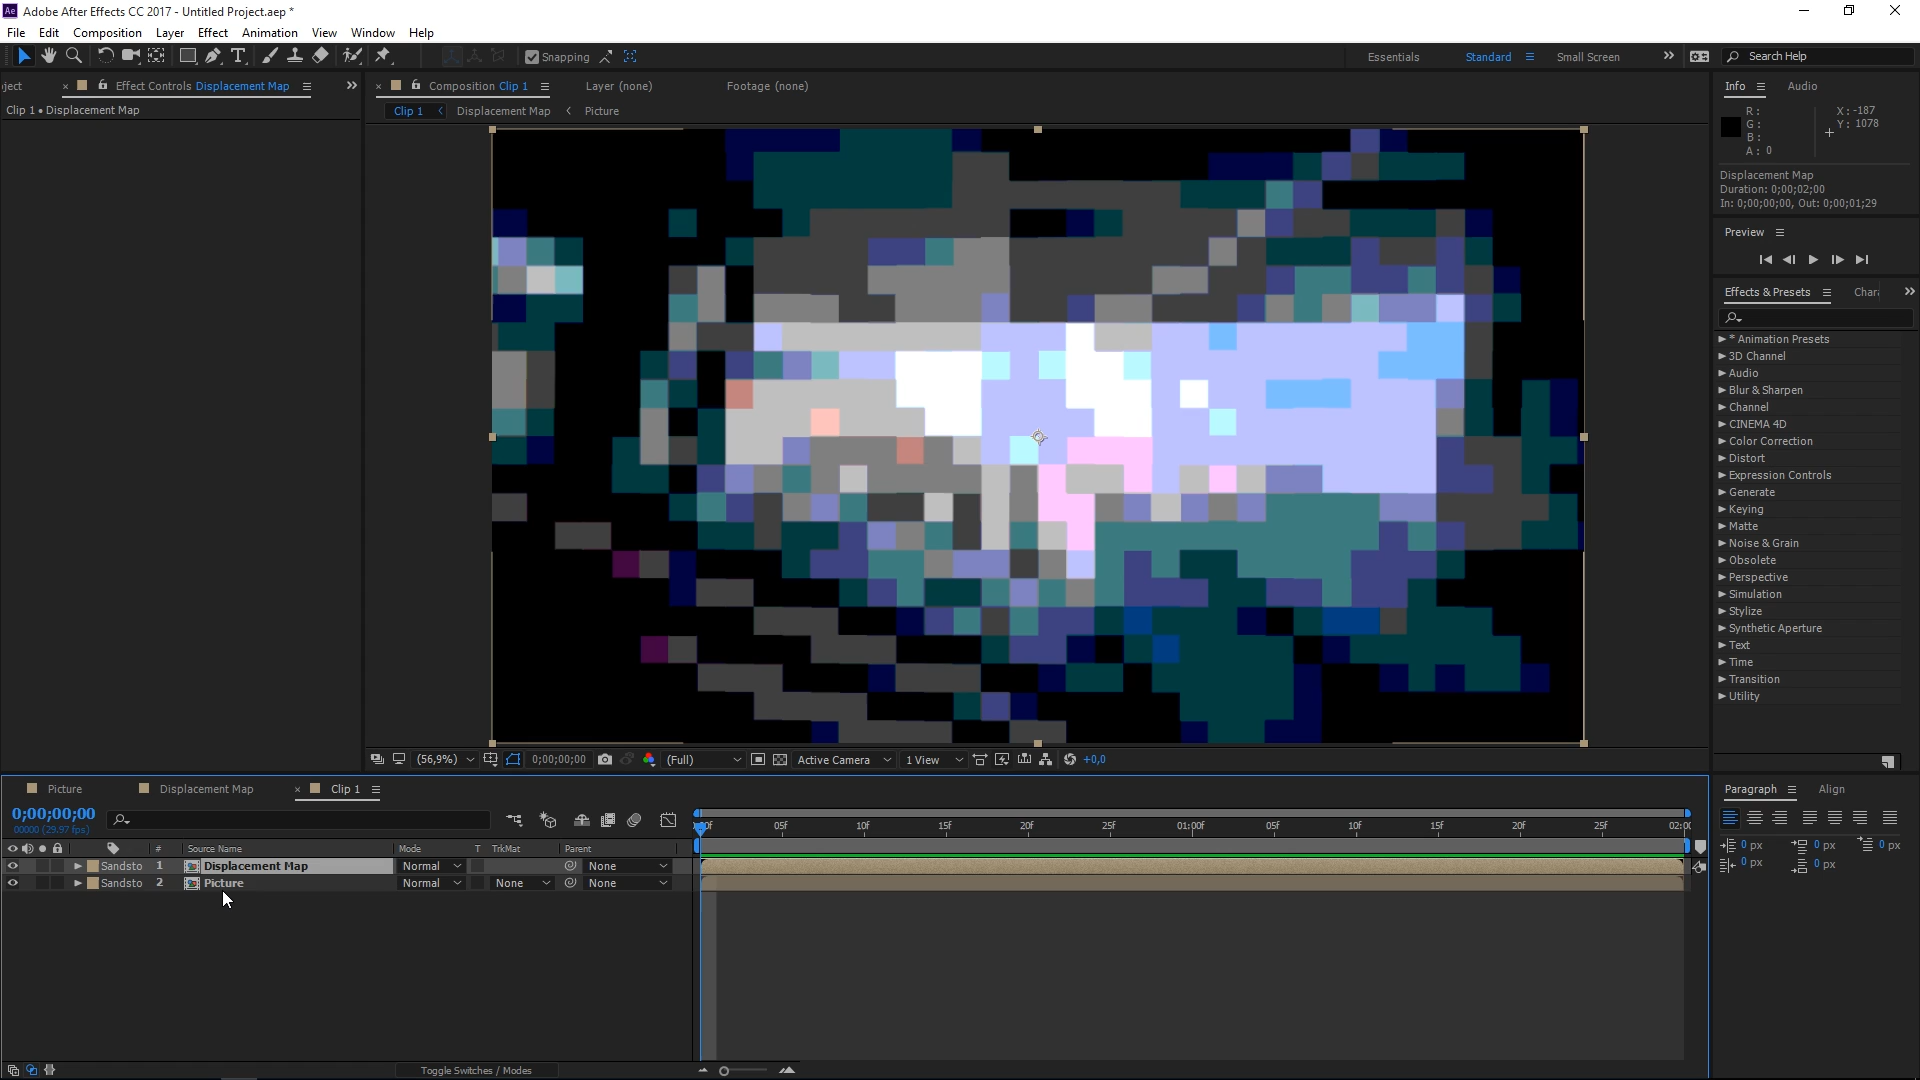 Ae Adobe After Effects CC 2017 - Untitled Project.aep *
File Edit Composition Layer Effect Animation View Window Help
Snapping
Essentials Standard Small Screen Search Help
ject Effect Controls Displacement Map
Composition Clip 1 Layer (none) Footage (none)
Info Audio
Clip 1 • Displacement Map
Clip 1 Displacement Map Picture
R: X: -187
G: Y: 1078
B:
A: 0
Displacement Map
Duration: 0;00;02;00
In: 0;00;00;00, Out: 0;00;01;29
Preview
Effects & Presets Chara
* Animation Presets
3D Channel
Audio
Blur & Sharpen
Channel
CINEMA 4D
Color Correction
Distort
Expression Controls
Generate
Keying
Matte
Noise & Grain
Obsolete
Perspective
Simulation
Stylize
Synthetic Aperture
Text
Time
Transition
Utility
(56,9%) 0;00;00;00 (Full) Active Camera 1 View +0,0
Picture Displacement Map Clip 1
Paragraph Align
0;00;00;00
00000 (29.97 fps)
05f 10f 15f 20f 25f 01:00f 05f 10f 15f 20f 25f
0 px 0 px 0 px
0 px 0 px
# Source Name Mode T TrkMat Parent
Sandsto 1 Displacement Map Normal None
Sandsto 2 Picture Normal None None
Toggle Switches / Modes